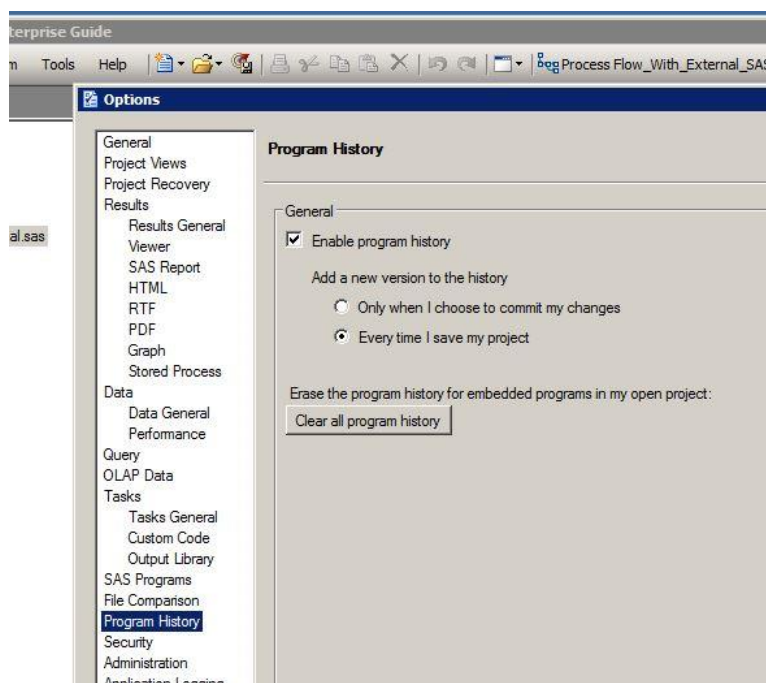 terprise Guide
Tools Help Process Flow_With_External_SAS
Options
General
Project Views
Project Recovery
Results
Results General
Viewer
SAS Report
HTML
RTF
PDF
Graph
Stored Process
Data
Data General
Performance
Query
OLAP Data
Tasks
Tasks General
Custom Code
Output Library
SAS Programs
File Comparison
Program History
Security
Administration
Application Logging
al.sas
Program History
General
Enable program history
Add a new version to the history
Only when I choose to commit my changes
Every time I save my project
Erase the program history for embedded programs in my open project:
Clear all program history